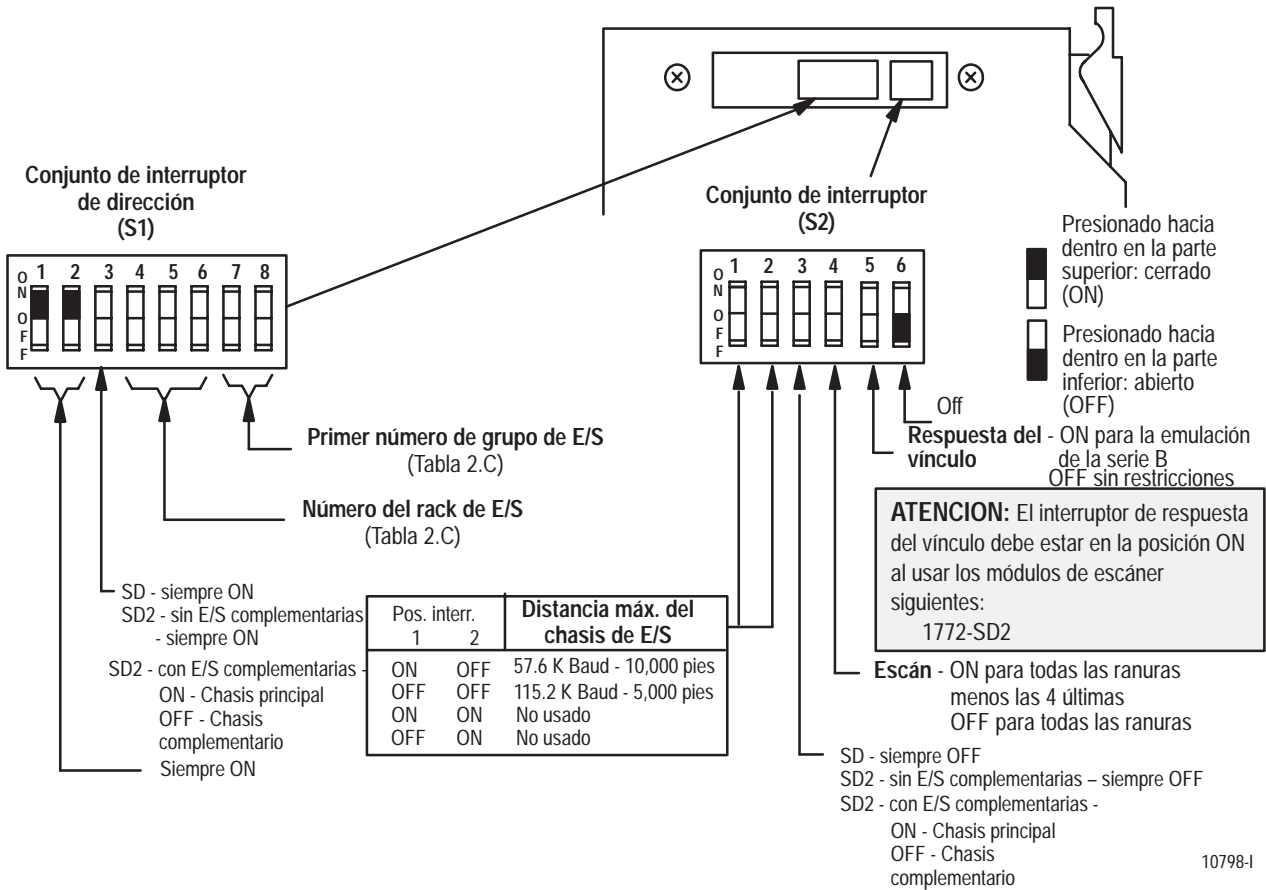 Conjunto de interruptor
de dirección
(S1)
ON
OFF
1 2 3 4 5 6 7 8
Primer número de grupo de E/S
(Tabla 2.C)
Número del rack de E/S
(Tabla 2.C)
SD - siempre ON
SD2 - sin E/S complementarias
- siempre ON
SD2 - con E/S complementarias -
ON - Chasis principal
OFF - Chasis
complementario
Siempre ON
Pos. interr. Distancia máx. del
1 2 chasis de E/S
ON OFF 57.6 K Baud - 10,000 pies
OFF OFF 115.2 K Baud - 5,000 pies
ON ON No usado
OFF ON No usado
Conjunto de interruptor
(S2)
ON
OFF
1 2 3 4 5 6
Presionado hacia
dentro en la parte
superior: cerrado
(ON)
Presionado hacia
dentro en la parte
inferior: abierto
(OFF)
Off
Respuesta del - ON para la emulación
vínculo de la serie B
OFF sin restricciones
ATENCION: El interruptor de respuesta
del vínculo debe estar en la posición ON
al usar los módulos de escáner
siguientes:
1772-SD2
Escán - ON para todas las ranuras
menos las 4 últimas
OFF para todas las ranuras
SD - siempre OFF
SD2 - sin E/S complementarias – siempre OFF
SD2 - con E/S complementarias -
ON - Chasis principal
OFF - Chasis
complementario
10798-I